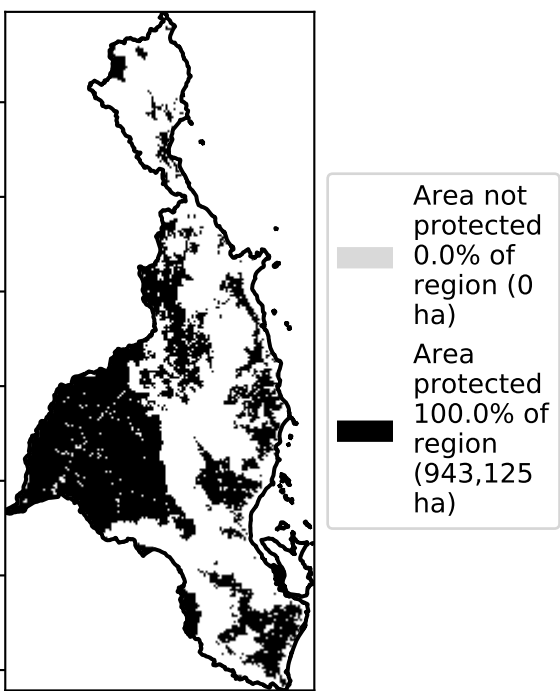 Area not
protected
0.0% of
region (0
ha)
Area
protected
100.0% of
region
(943,125
ha)